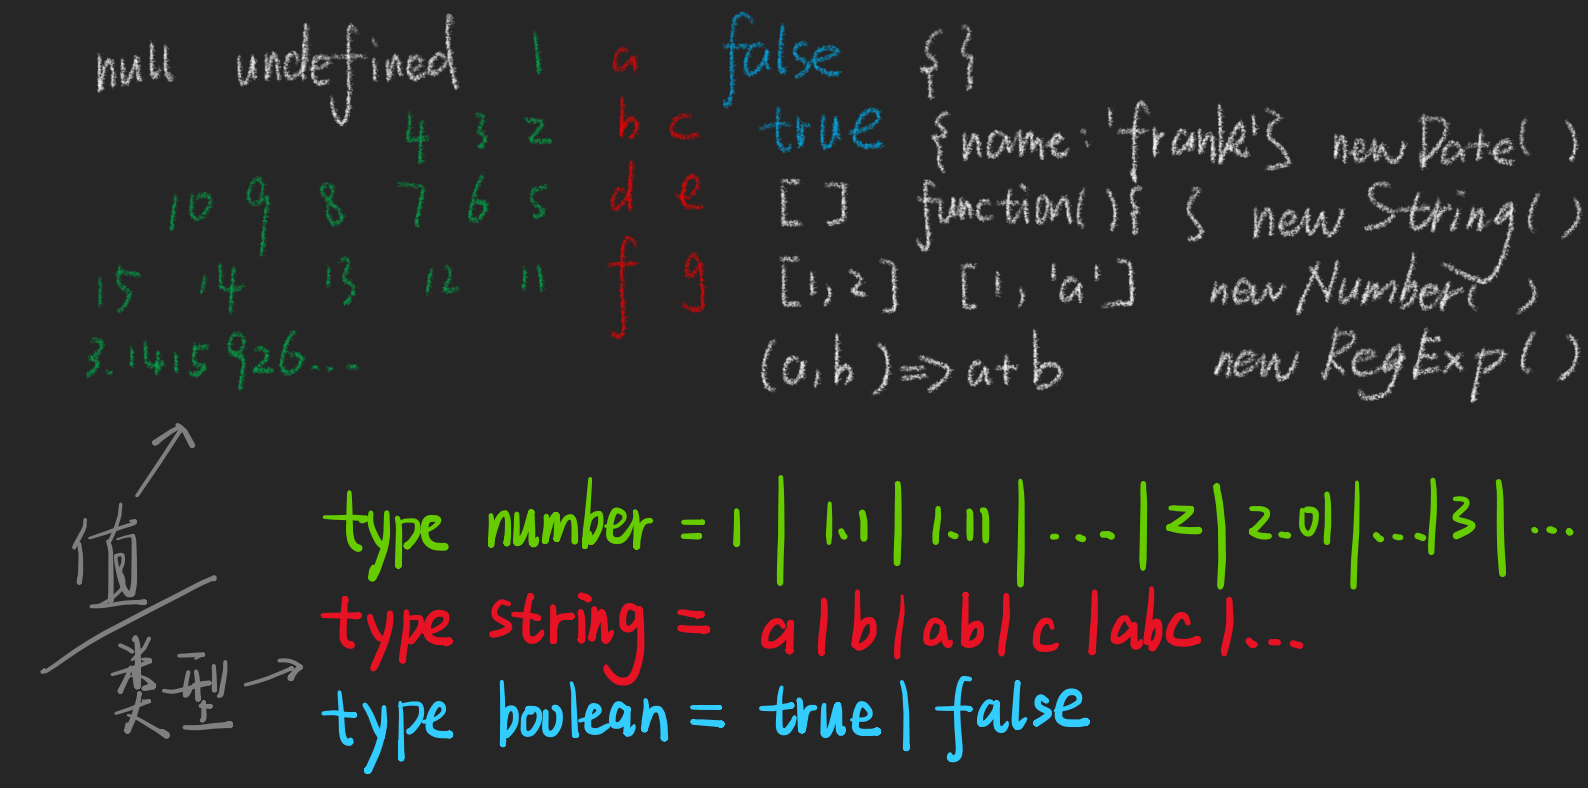 null undefined 1 a false {}
4 3 2 b c true {name: 'frank'} new Date( )
10 9 8 7 6 5 d e [ ] function( ){ } new String( )
15 14 13 12 11 f g [1, 2] [1, 'a'] new Number( )
3.1415926... (a, b) => a+b new RegExp( )
值
类型
type number = 1 | 1.1 | 1.11 | .... | 2 | 2.01 | ... | 3 | ...
type string = a | b | ab | c | abc | ...
type boolean = true | false